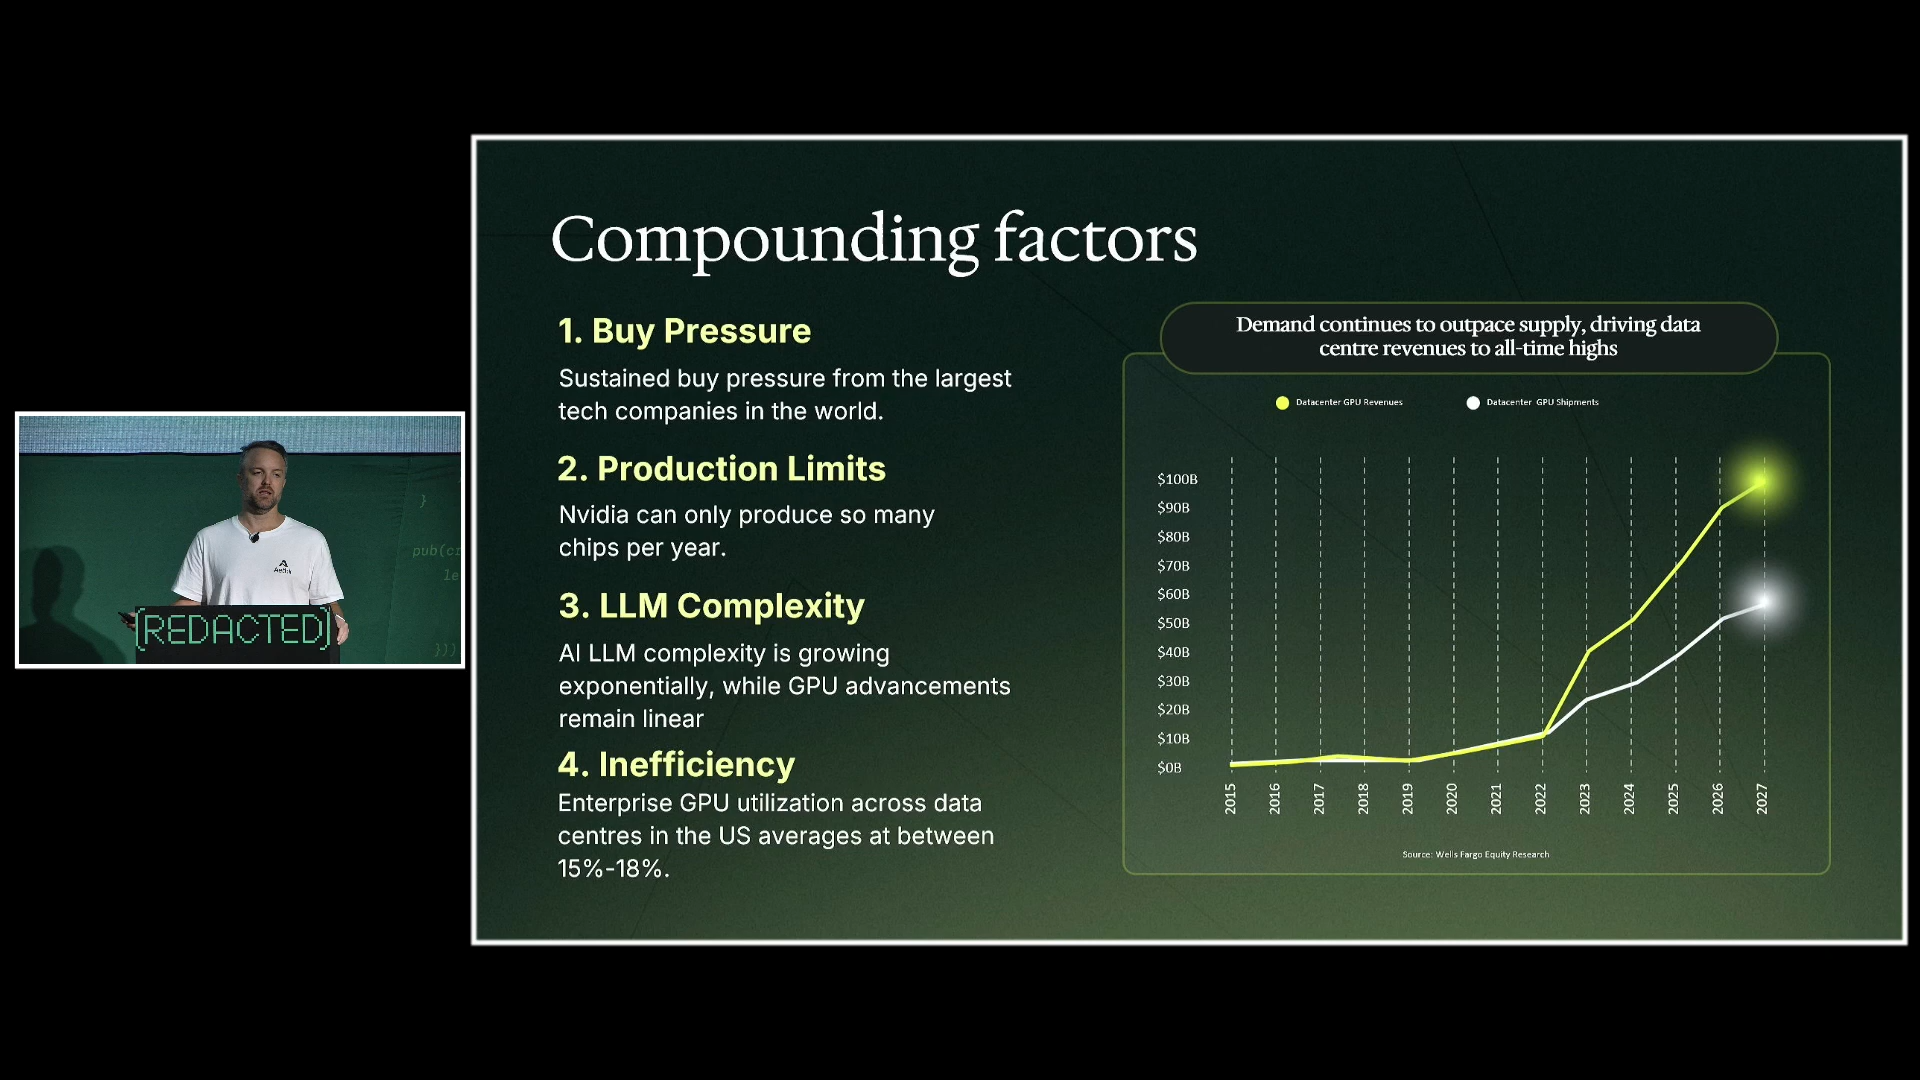 Compounding factors
1. Buy Pressure
Sustained buy pressure from the largest
tech companies in the world.
2. Production Limits
Nvidia can only produce so many
chips per year.
3. LLM Complexity
AI LLM complexity is growing
exponentially, while GPU advancements
remain linear
4. Inefficiency
Enterprise GPU utilization across data
centres in the US averages at between
15%-18%.
Demand continues to outpace supply, driving data
centre revenues to all-time highs
Datacenter GPU Revenues
Datacenter GPU Shipments
$100B
$90B
$80B
$70B
$60B
$50B
$40B
$30B
$20B
$10B
$0B
2015
2016
2017
2018
2019
2020
2021
2022
2023
2024
2025
2026
2027
Source: Wells Fargo Equity Research
[REDACTED]